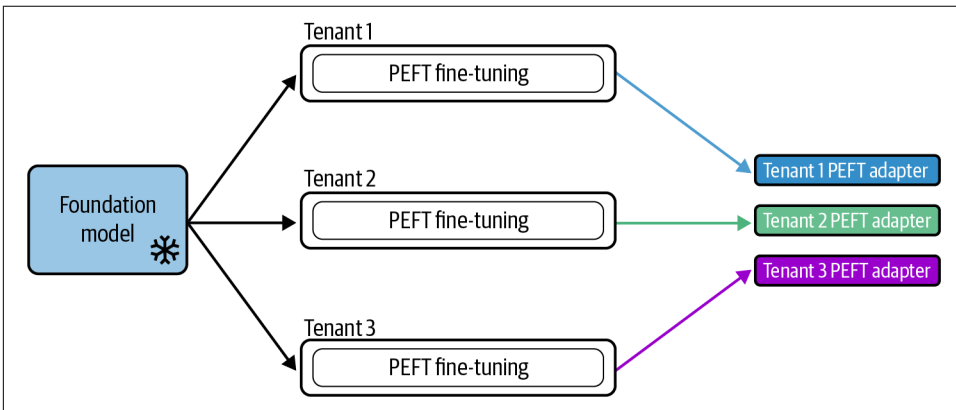 Tenant 1
PEFT fine-tuning
Foundation
model
Tenant 2
PEFT fine-tuning
Tenant 3
PEFT fine-tuning
Tenant 1 PEFT adapter
Tenant 2 PEFT adapter
Tenant 3 PEFT adapter